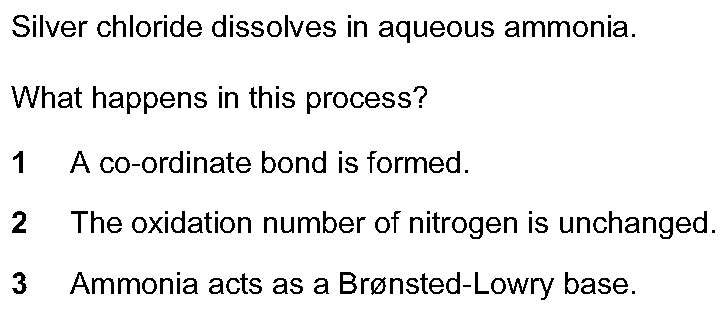 Silver chloride dissolves in aqueous ammonia.
What happens in this process?
1 A co-ordinate bond is formed.
2 The oxidation number of nitrogen is unchanged.
3 Ammonia acts as a Brønsted-Lowry base.